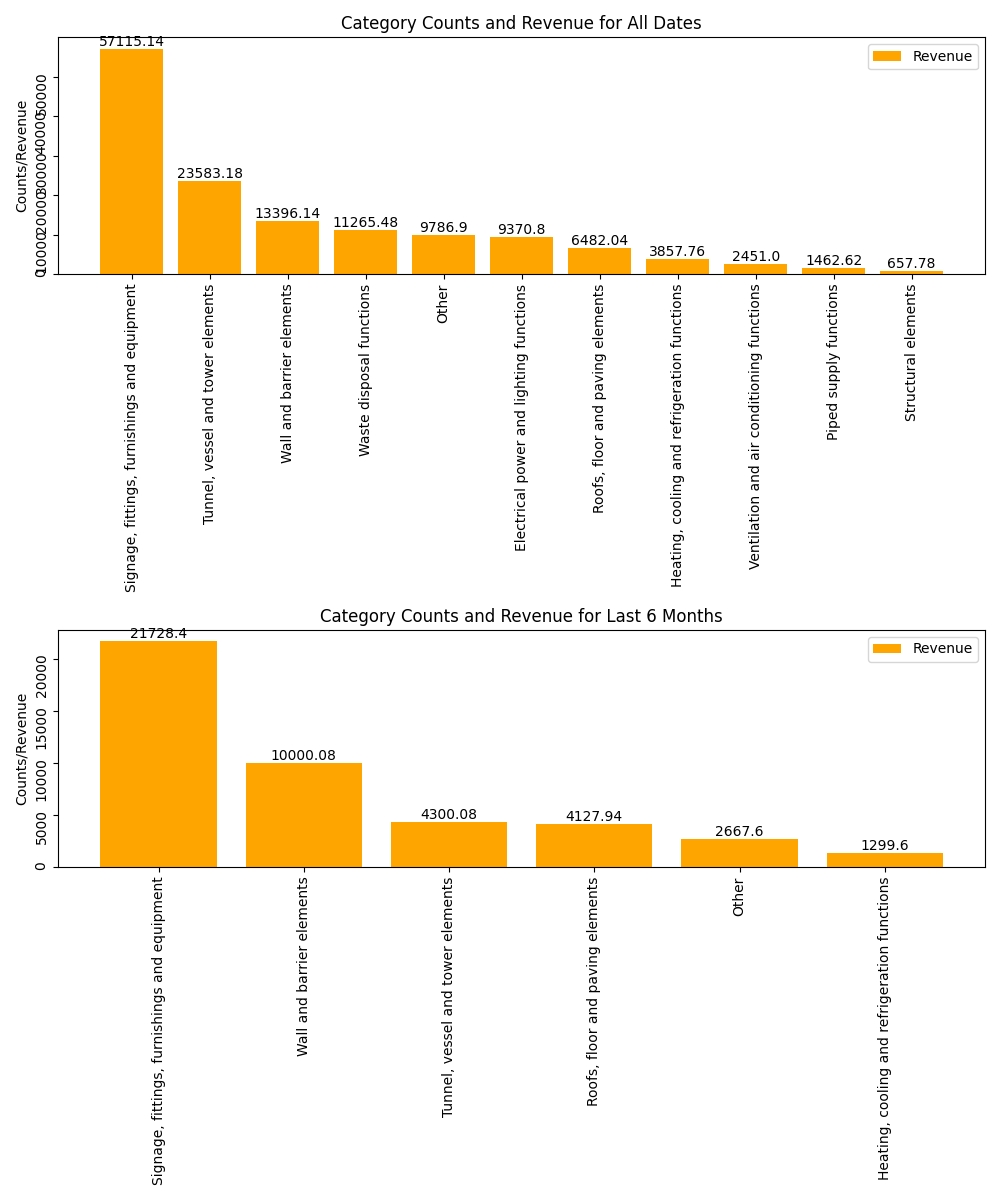 Category Counts and Revenue for All Dates
Counts/Revenue
50000
40000
30000
20000
10000
0
Revenue
57115.14
23583.18
13396.14
11265.48
9786.9
9370.8
6482.04
3857.76
2451.0
1462.62
657.78
Signage, fittings, furnishings and equipment
Tunnel, vessel and tower elements
Wall and barrier elements
Waste disposal functions
Other
Electrical power and lighting functions
Roofs, floor and paving elements
Heating, cooling and refrigeration functions
Ventilation and air conditioning functions
Piped supply functions
Structural elements
Category Counts and Revenue for Last 6 Months
Counts/Revenue
20000
15000
10000
5000
0
Revenue
21728.4
10000.08
4300.08
4127.94
2667.6
1299.6
Signage, fittings, furnishings and equipment
Wall and barrier elements
Tunnel, vessel and tower elements
Roofs, floor and paving elements
Other
Heating, cooling and refrigeration functions